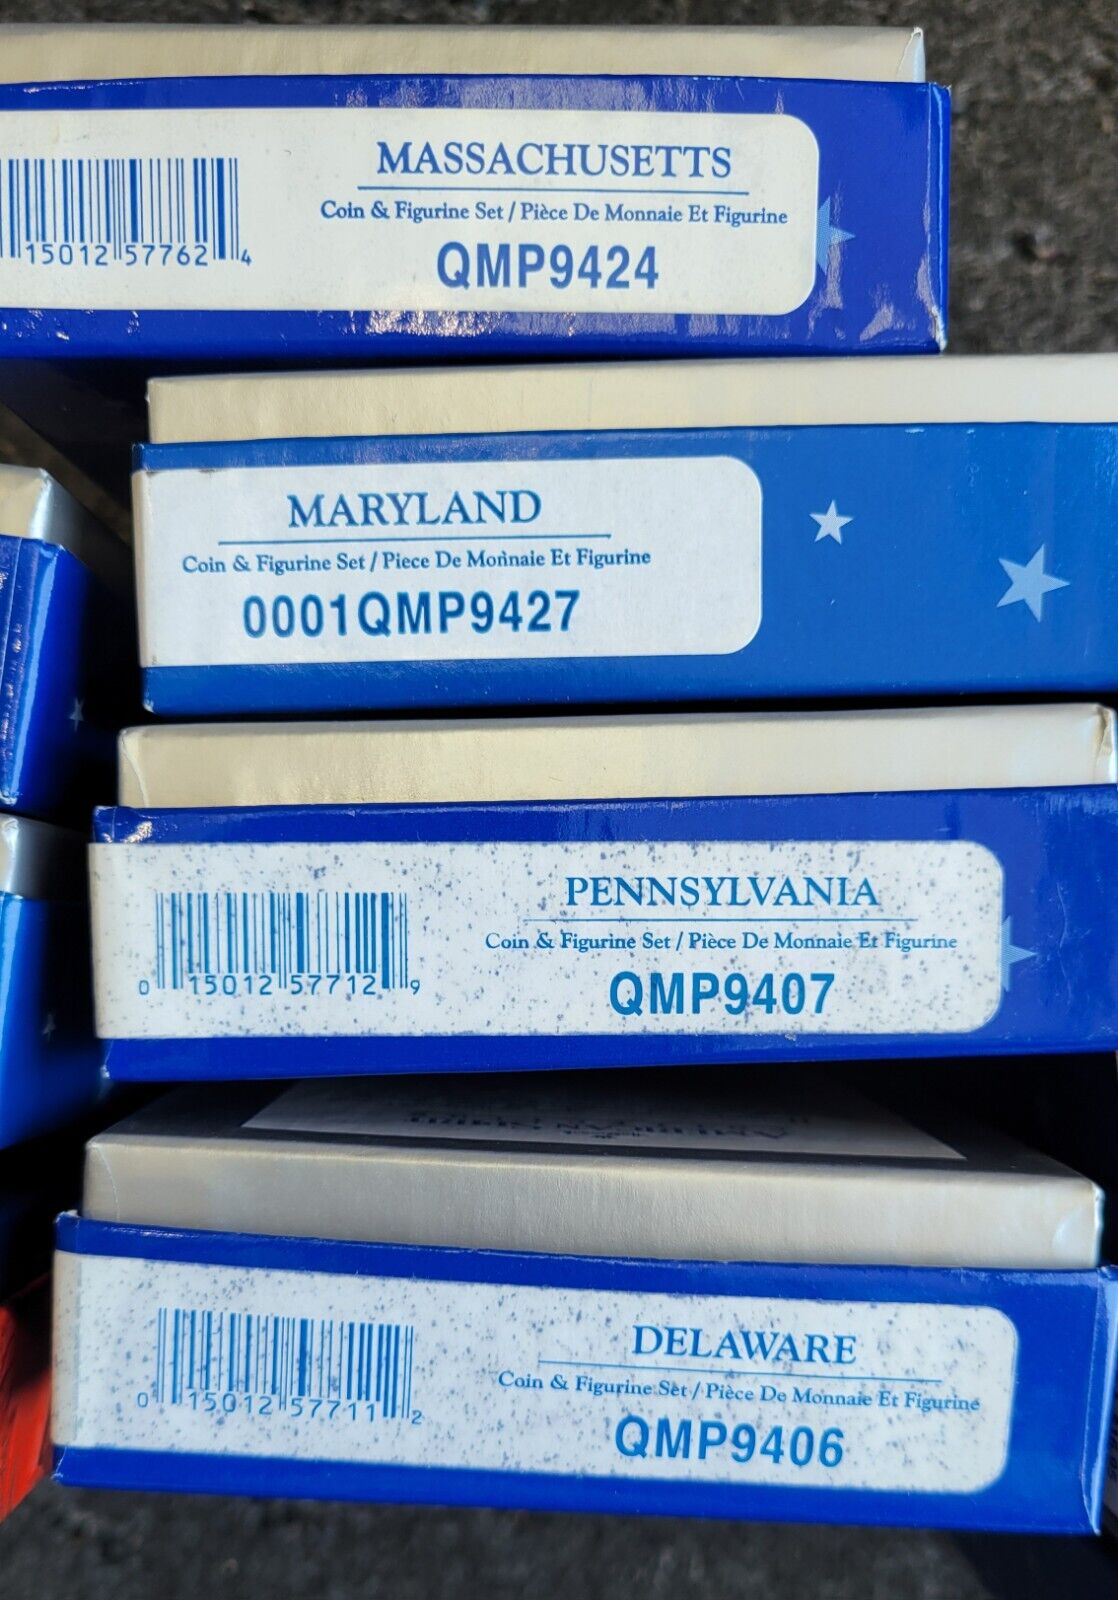 MASSACHUSETTS
Coin & Figurine Set / Pièce De Monnaie Et Figurine
QMP9424
15012 57762 4
MARYLAND
Coin & Figurine Set / Piece De Monnaie Et Figurine
0001QMP9427
PENNSYLVANIA
Coin & Figurine Set / Pièce De Monnaie Et Figurine
QMP9407
0 15012 57712 9
DELAWARE
Coin & Figurine Set / Pièce De Monnaie Et Figurine
QMP9406
0 15012 57711 2